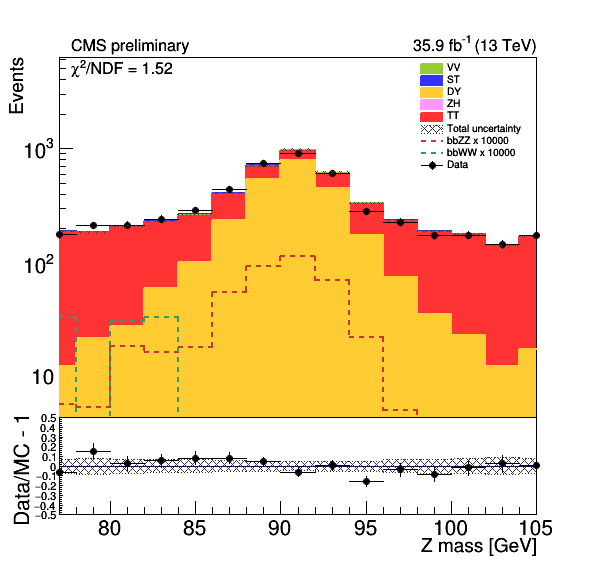 CMS preliminary 35.9 fb⁻¹ (13 TeV)
χ²/NDF = 1.52
Events
VV
ST
DY
ZH
TT
Total uncertainty
bbZZ x 10000
bbWW x 10000
Data
10³
10²
10
Data/MC - 1
0.5
0.4
0.3
0.2
0.1
0
−0.1
−0.2
−0.3
−0.4
−0.5
80 85 90 95 100 105
Z mass [GeV]